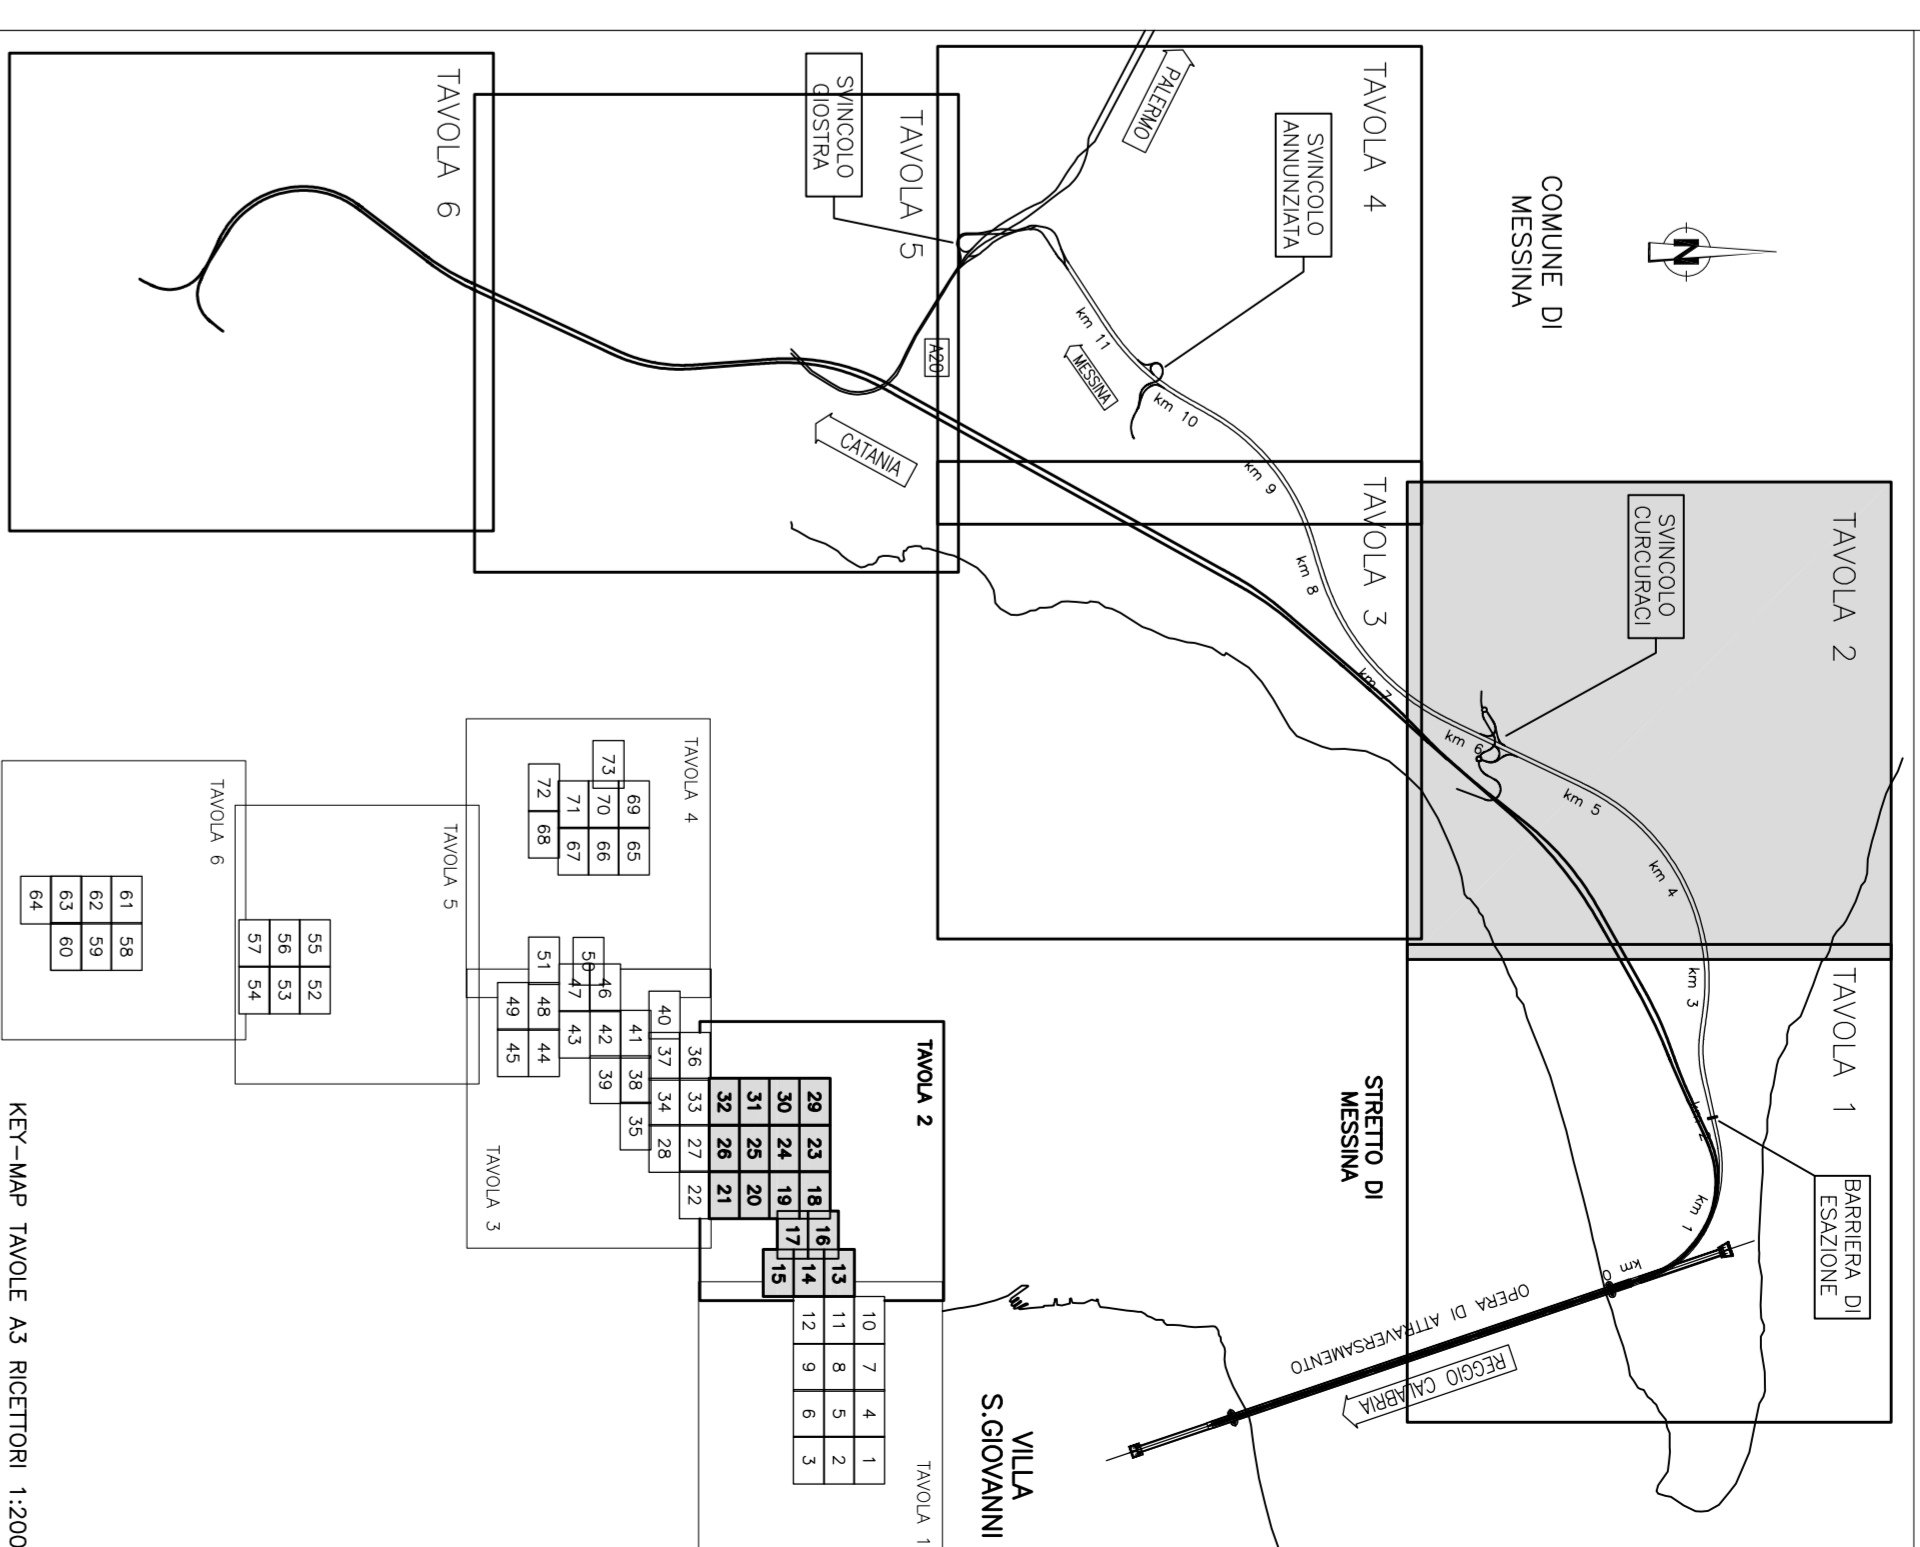 COMUNE DI
MESSINA
N
TAVOLA 4
SVINCOLO
ANNUNZIATA
PALERMO
TAVOLA 5
SVINCOLO
GIOSTRA
TAVOLA 6
A20
km 11
MESSINA
km 10
km 9
CATANIA
TAVOLA 3
km 8
km 7
TAVOLA 2
SVINCOLO
CURCURACI
km 6
km 5
km 4
TAVOLA 1
km 3
km 2
km 1
km 0
BARRIERA DI
ESAZIONE
STRETTO DI
MESSINA
OPERA DI ATTRAVERSAMENTO
REGGIO CALABRIA
VILLA
S.GIOVANNI
TAVOLA 1
10 7 4 1
11 8 5 2
12 9 6 3
TAVOLA 2
29 23 18
30 24 19
31 25 20
32 26 21
16
17
13
14
15
TAVOLA 3
36 33 27 22
40 37 34 28
41 38 35
46 42 39
50 47 43
51 48 44
49 45
TAVOLA 4
69 65
73 70 66
71 67
72 68
TAVOLA 5
55 52
56 53
57 54
TAVOLA 6
61 58
62 59
63 60
64
KEY-MAP TAVOLE A3 RICETTORI 1:200